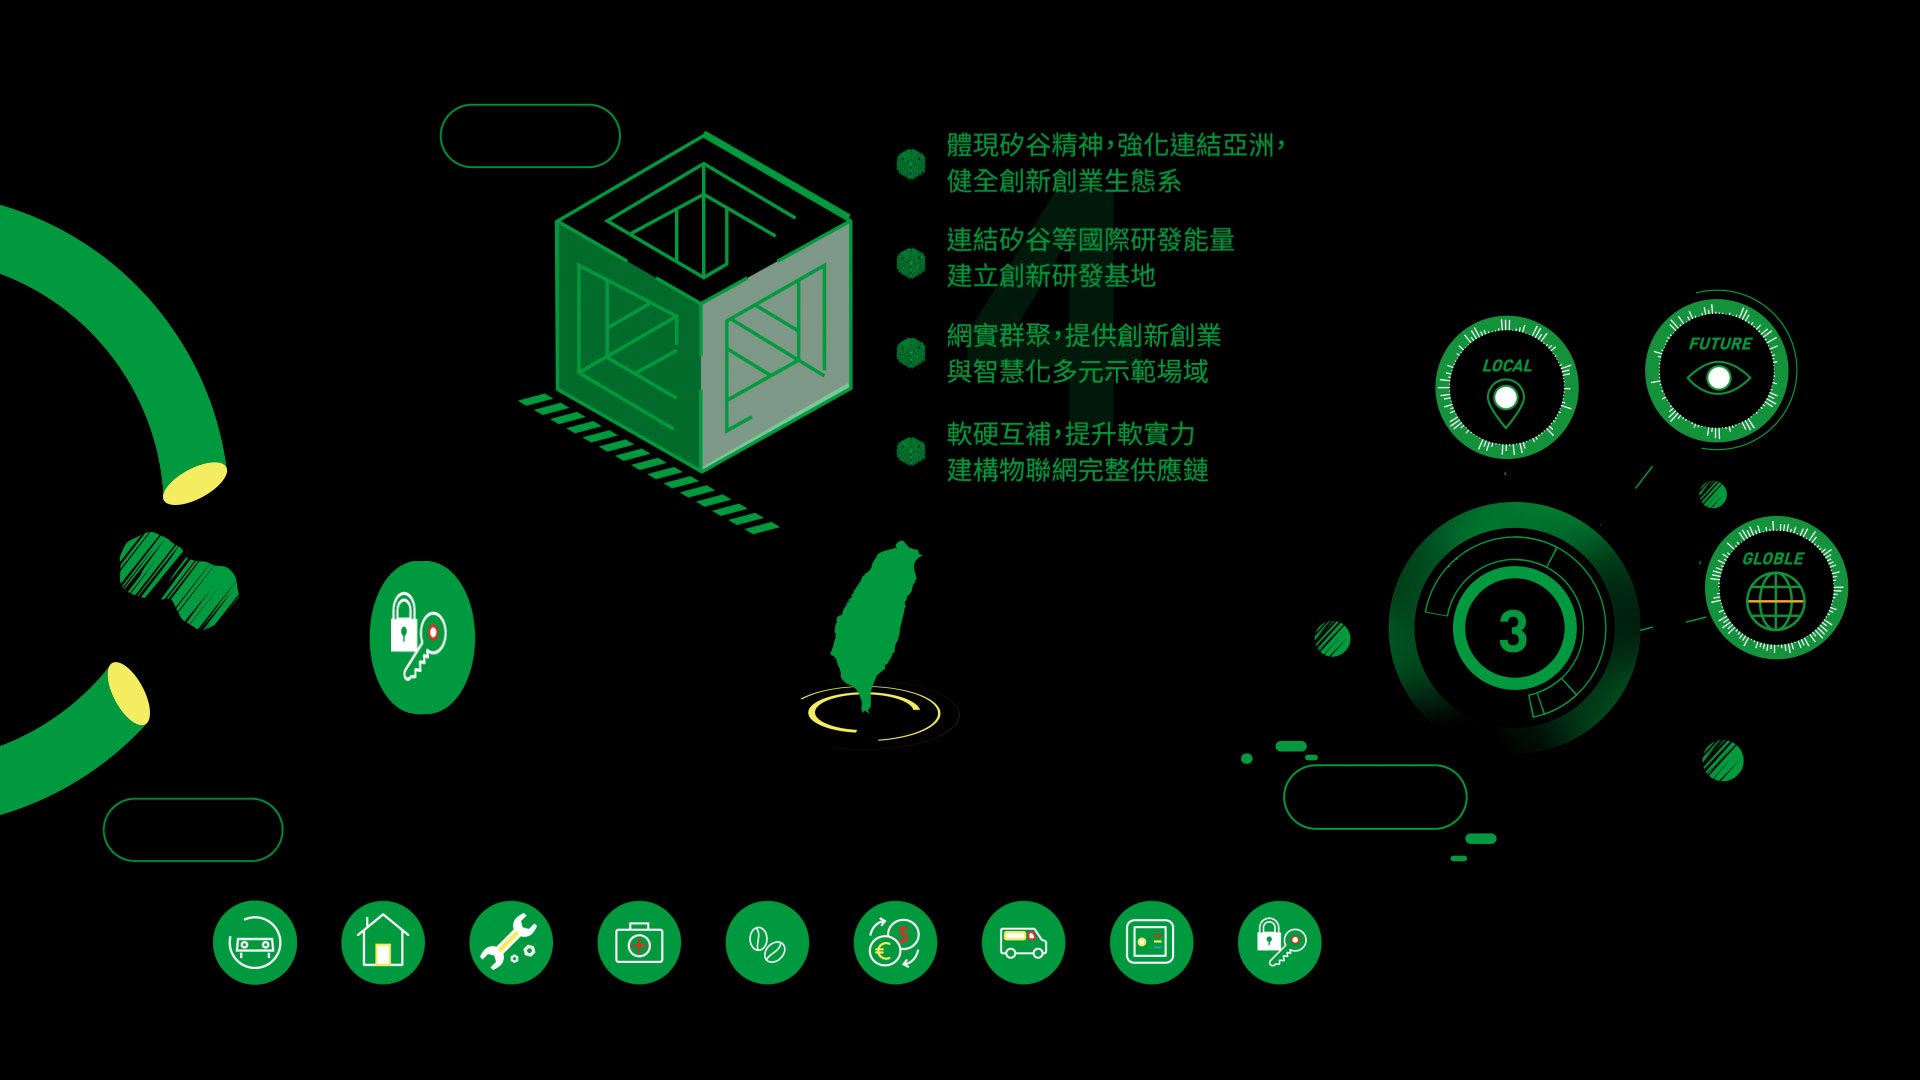 體現矽谷精神,強化連結亞洲,
健全創新創業生態系
連結矽谷等國際研發能量
建立創新研發基地
4
網實群聚,提供創新創業
與智慧化多元示範場域
軟硬互補,提升軟實力
建構物聯網完整供應鏈
LOCAL
FUTURE
GLOBLE
3
$
€